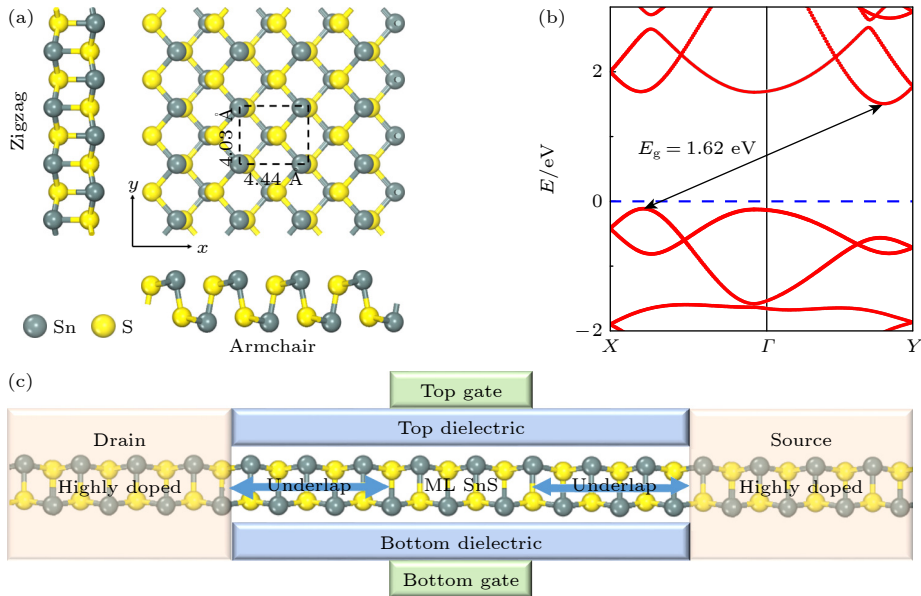 (a)
Zigzag
4.03 Å
4.44 Å
y
x
Sn
S
Armchair
(b)
E/eV
2
0
−2
E_g = 1.62 eV
X
Γ
Y
(c)
Top gate
Top dielectric
Drain
Source
Highly doped
Underlap
ML SnS
Underlap
Highly doped
Bottom dielectric
Bottom gate